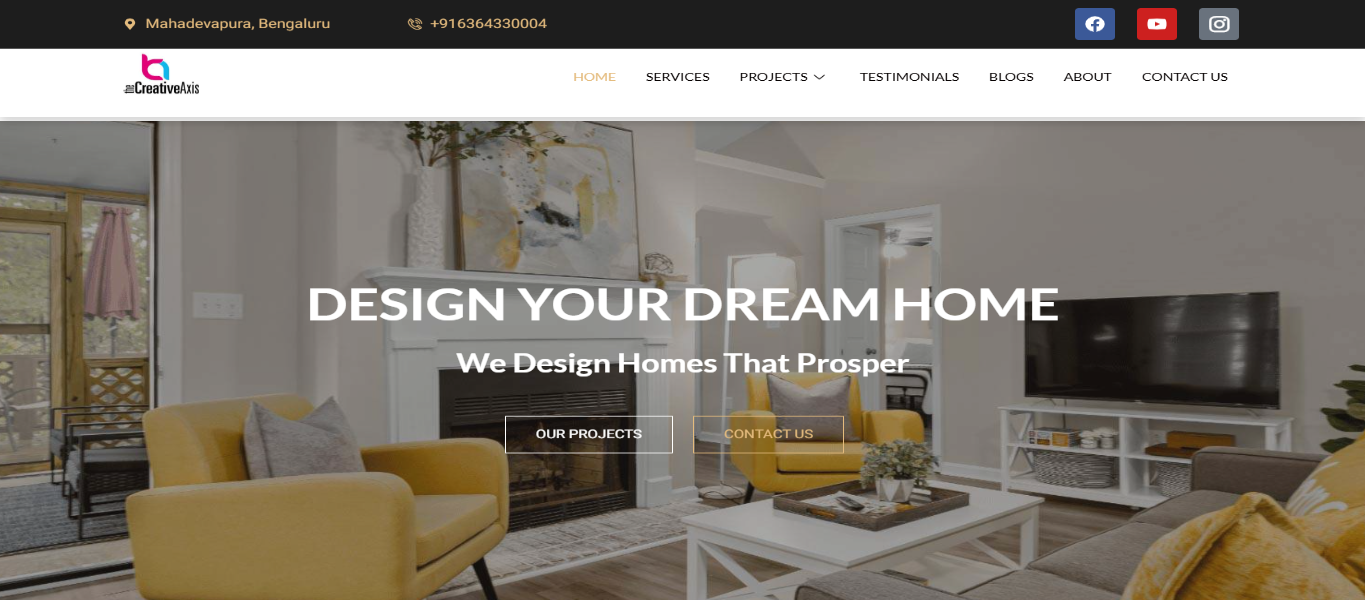 Mahadevapura, Bengaluru
+916364330004
the CreativeAxis
HOME SERVICES PROJECTS TESTIMONIALS BLOGS ABOUT CONTACT US
DESIGN YOUR DREAM HOME
We Design Homes That Prosper
OUR PROJECTS
CONTACT US